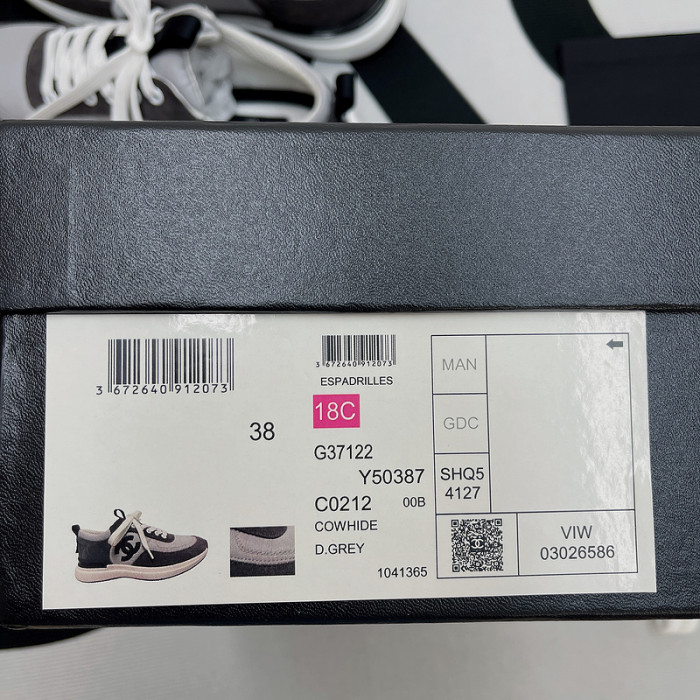 3 672640 912073
38
3 672640 912073
ESPADRILLES
18C
G37122
Y50387
C0212 00B
COWHIDE
D.GREY
1041365
MAN
GDC
SHQ5
4127
VIW
03026586